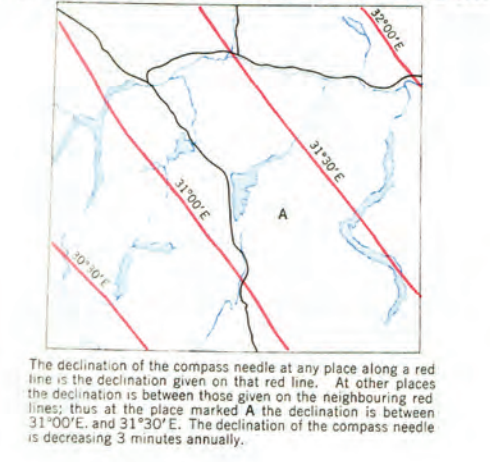 32°00'E
31°30'E
31°00'E
A
30°30'E
The declination of the compass needle at any place along a red
line is the declination given on that red line. At other places
the declination is between those given on the neighbouring red
lines; thus at the place marked A the declination is between
31°00'E. and 31°30'E. The declination of the compass needle
is decreasing 3 minutes annually.